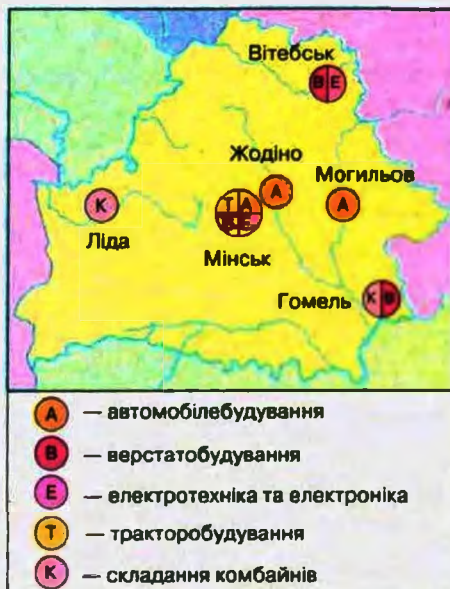 Вітебськ
В Е
Жодіно
Могильов
К
Т А
А
А
Е
Ліда
Мінськ
Гомель
К В
А — автомобілебудування
В — верстатобудування
Е — електротехніка та електроніка
Т — тракторобудування
К — складання комбайнів